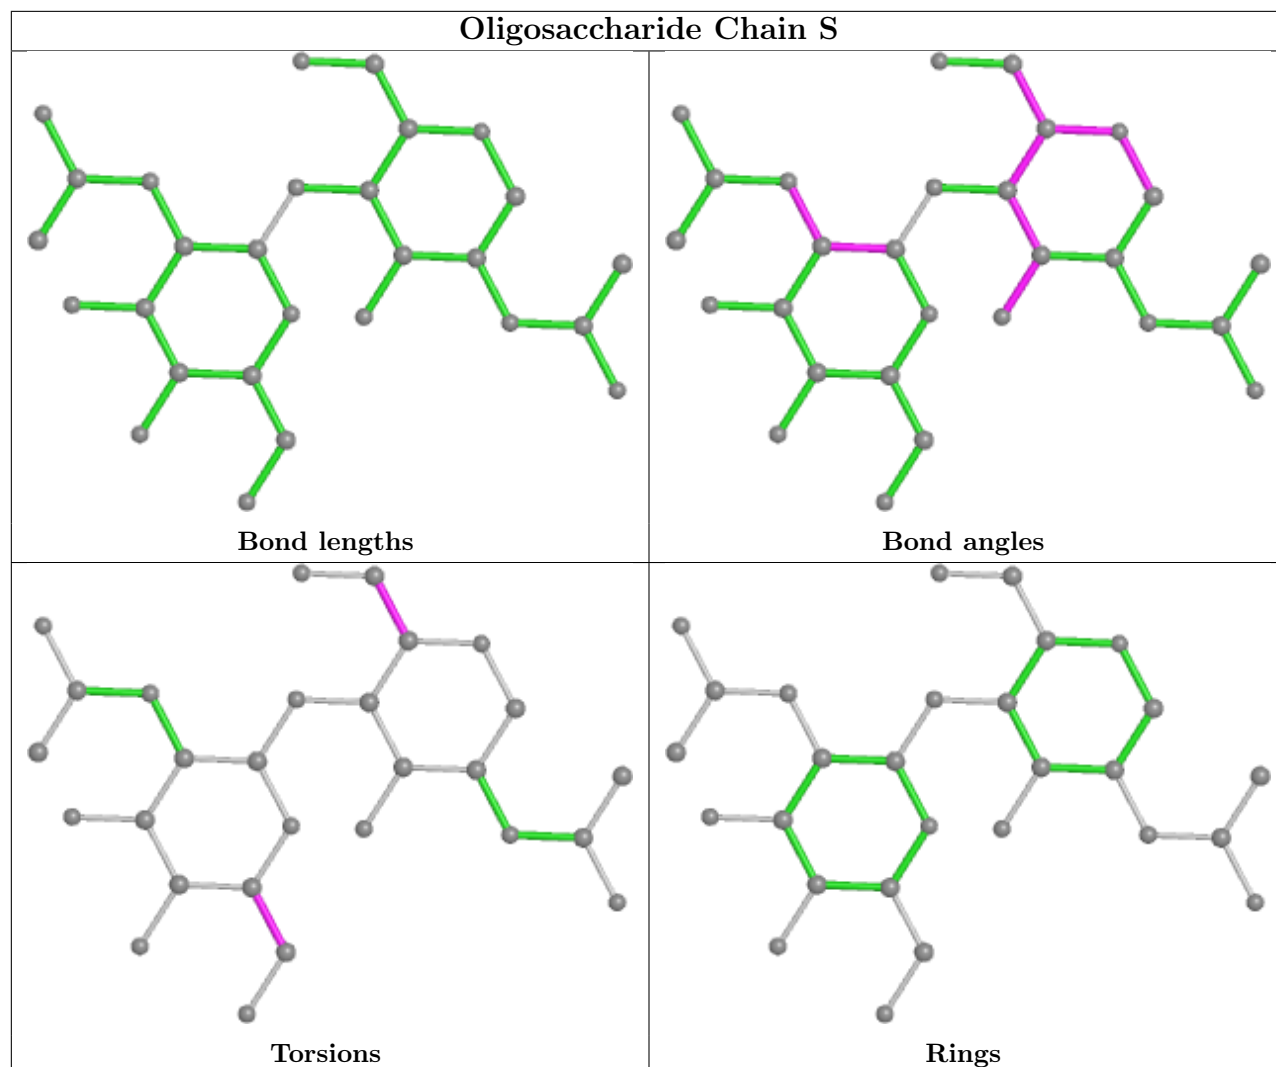 Oligosaccharide Chain S
Bond lengths
Bond angles
Torsions
Rings